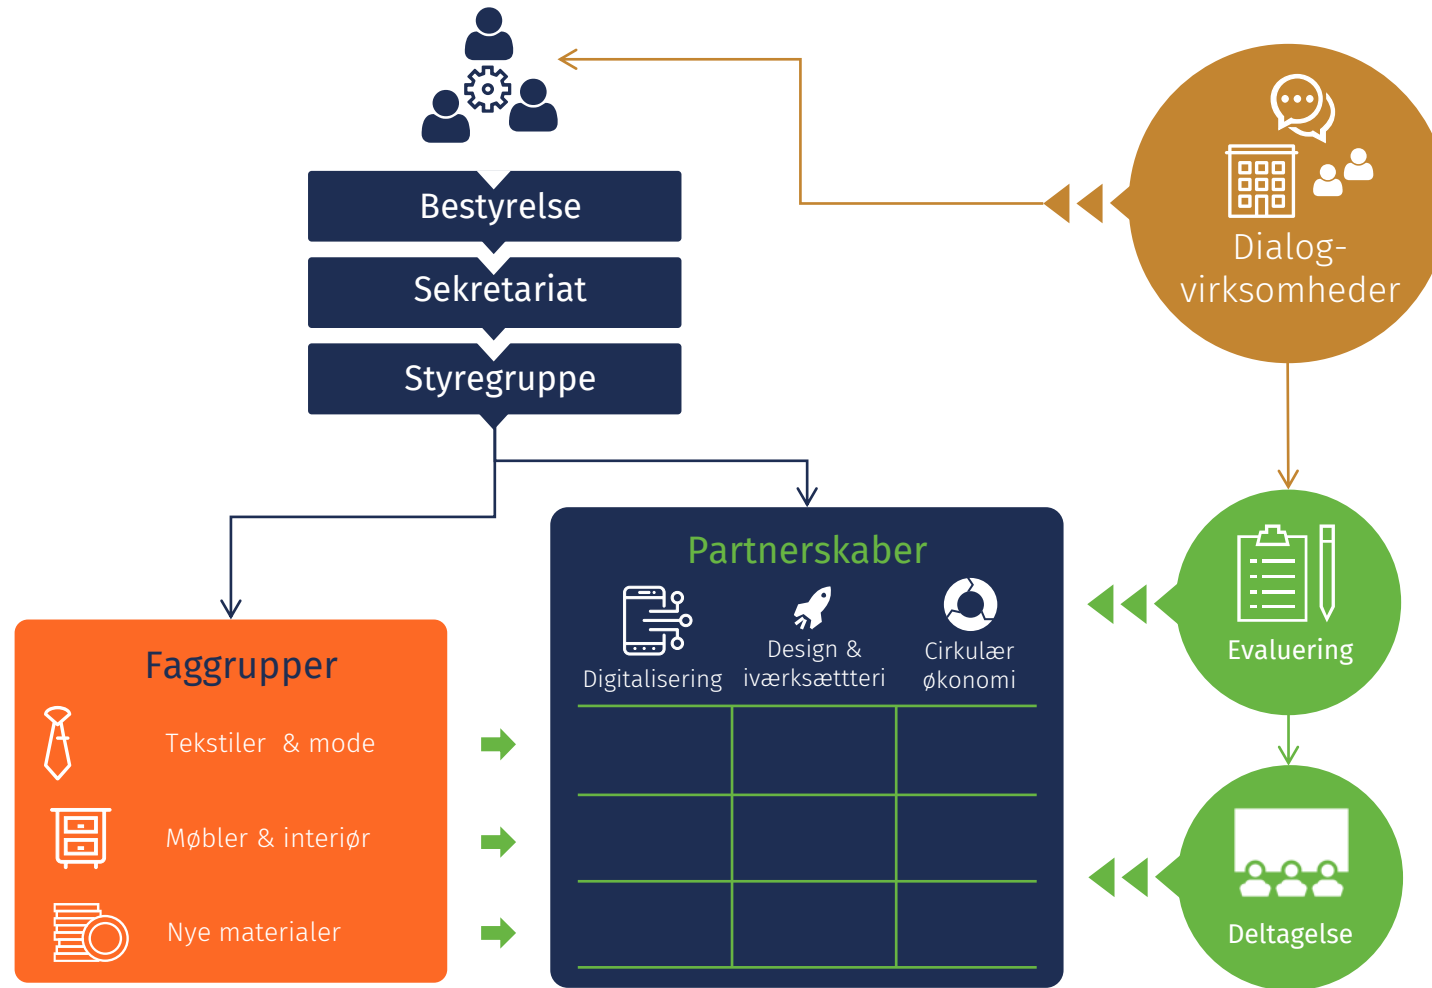 Bestyrelse
Sekretariat
Styregruppe
Dialog-
virksomheder
Partnerskaber
Digitalisering
Design &
iværksættteri
Cirkulær
økonomi
Faggrupper
Tekstiler & mode
Møbler & interiør
Nye materialer
Evaluering
Deltagelse